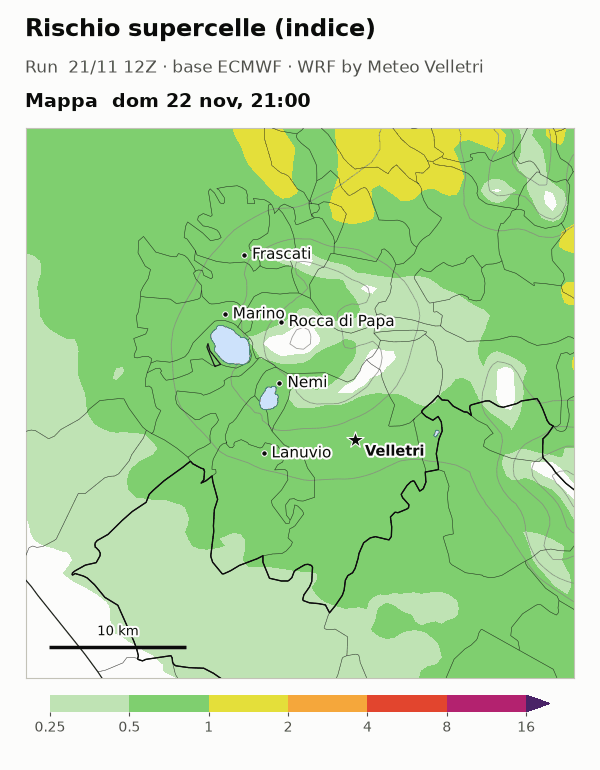 Rischio supercelle (indice)
Run  21/11 12Z · base ECMWF · WRF by Meteo Velletri
Mappa  dom 22 nov, 21:00
Frascati
Marino
Rocca di Papa
Nemi
Velletri
Lanuvio
10 km
0.25 0.5 1 2 4 8 16